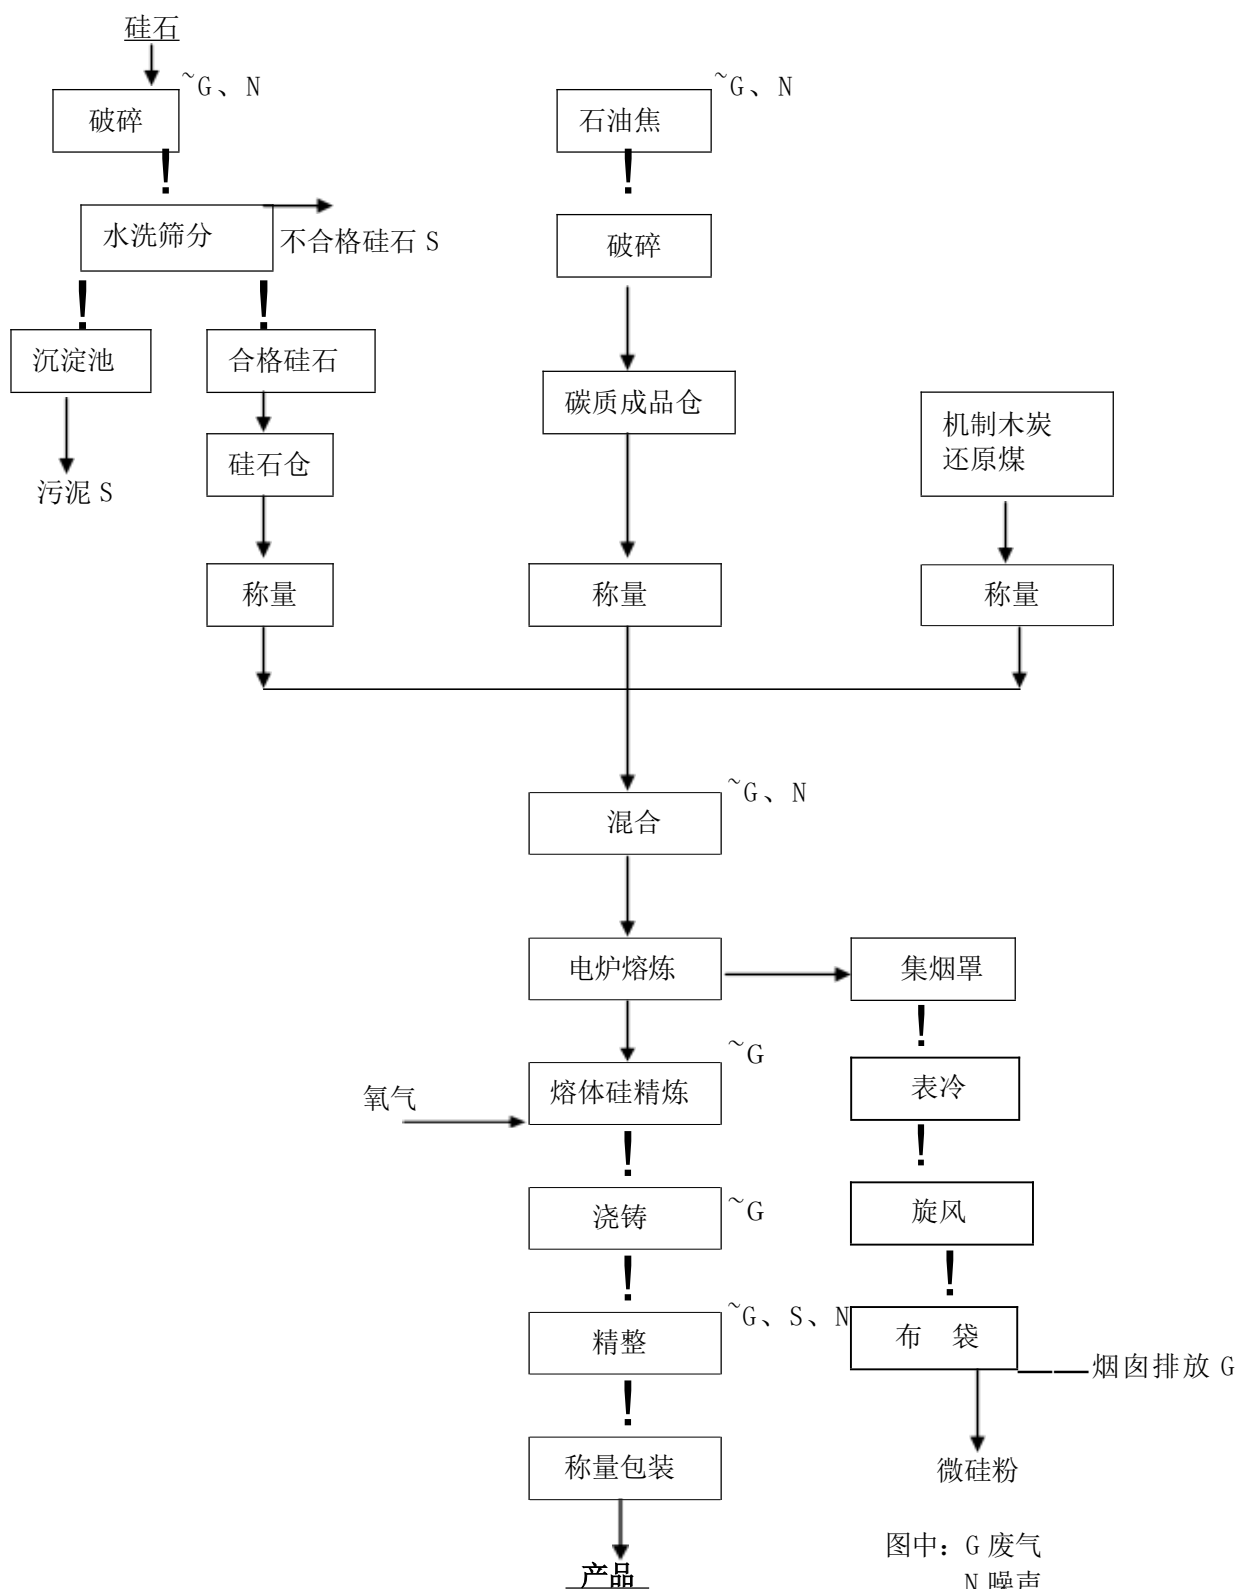 硅石
~G、N
~G、N
破碎
石油焦
水洗筛分
不合格硅石 S
破碎
沉淀池
合格硅石
碳质成品仓
机制木炭
还原煤
硅石仓
污泥 S
称量
称量
称量
~G、N
混合
电炉熔炼
集烟罩
~G
氧气
熔体硅精炼
表冷
浇铸
~G
旋风
~G、S、N
精整
布 袋
烟囱排放 G
称量包装
微硅粉
图中：G 废气
产品
N 噪声